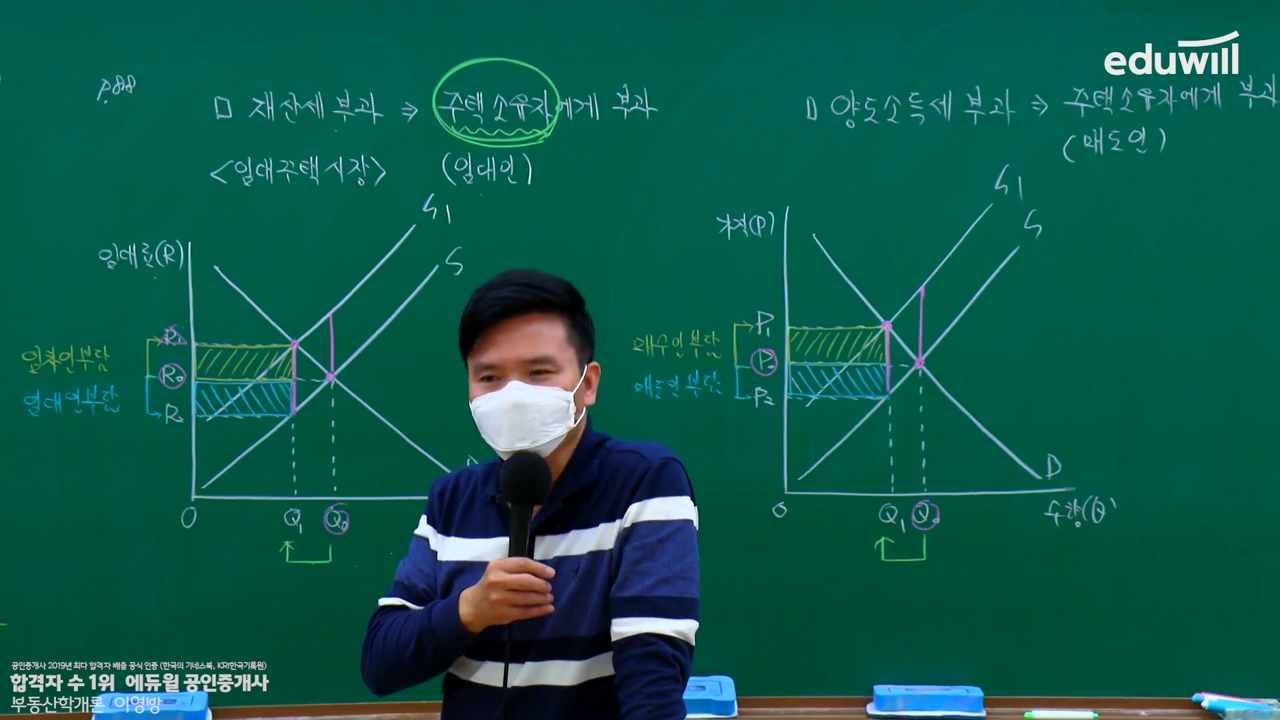 eduwill
p.88
□ 재산세 부과 ⇒ 주택소유자에게 부과
<임대주택시장> (임대인)
임대료(R)
S1
S
임차인부담
임대인부담
R1
R0
R2
0
Q1
Q0
D
□ 양도소득세 부과 ⇒ 주택소유자에게 부과
(매도인)
가격(P)
S1
S
매수인부담
매도인부담
P1
P0
P2
0
Q1
Q0
D
수량(Q)
공인중개사 2019년 최다 합격자 배출 공식 인증 (한국의 기네스북, KRI한국기록원)
합격자 수 1위 에듀윌 공인중개사
부동산학개론 이영방